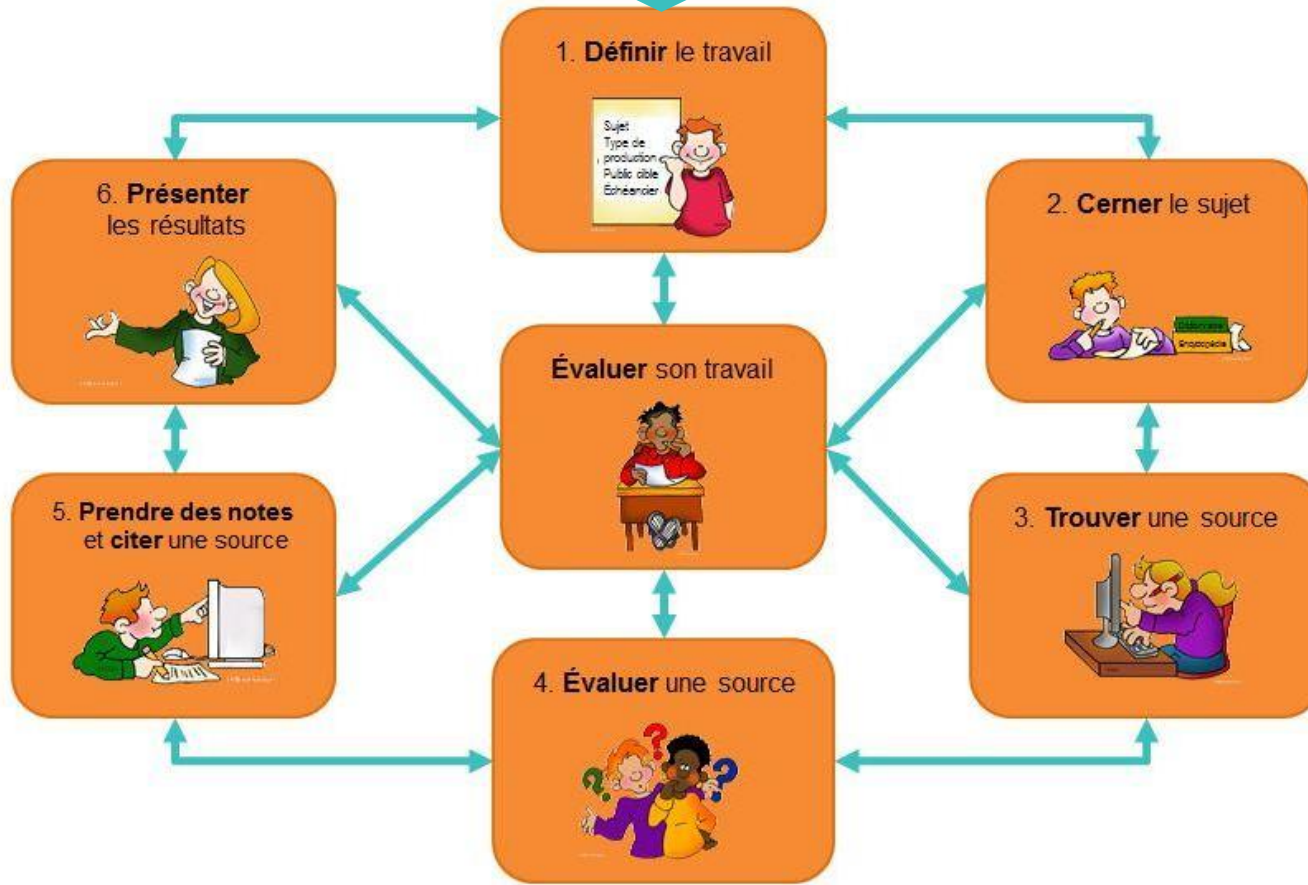 1. Définir le travail
Sujet
Type de
production
Public cible
Échéancier
6. Présenter
les résultats
2. Cerner le sujet
Encyclopédie
Évaluer son travail
5. Prendre des notes
et citer une source
3. Trouver une source
4. Évaluer une source